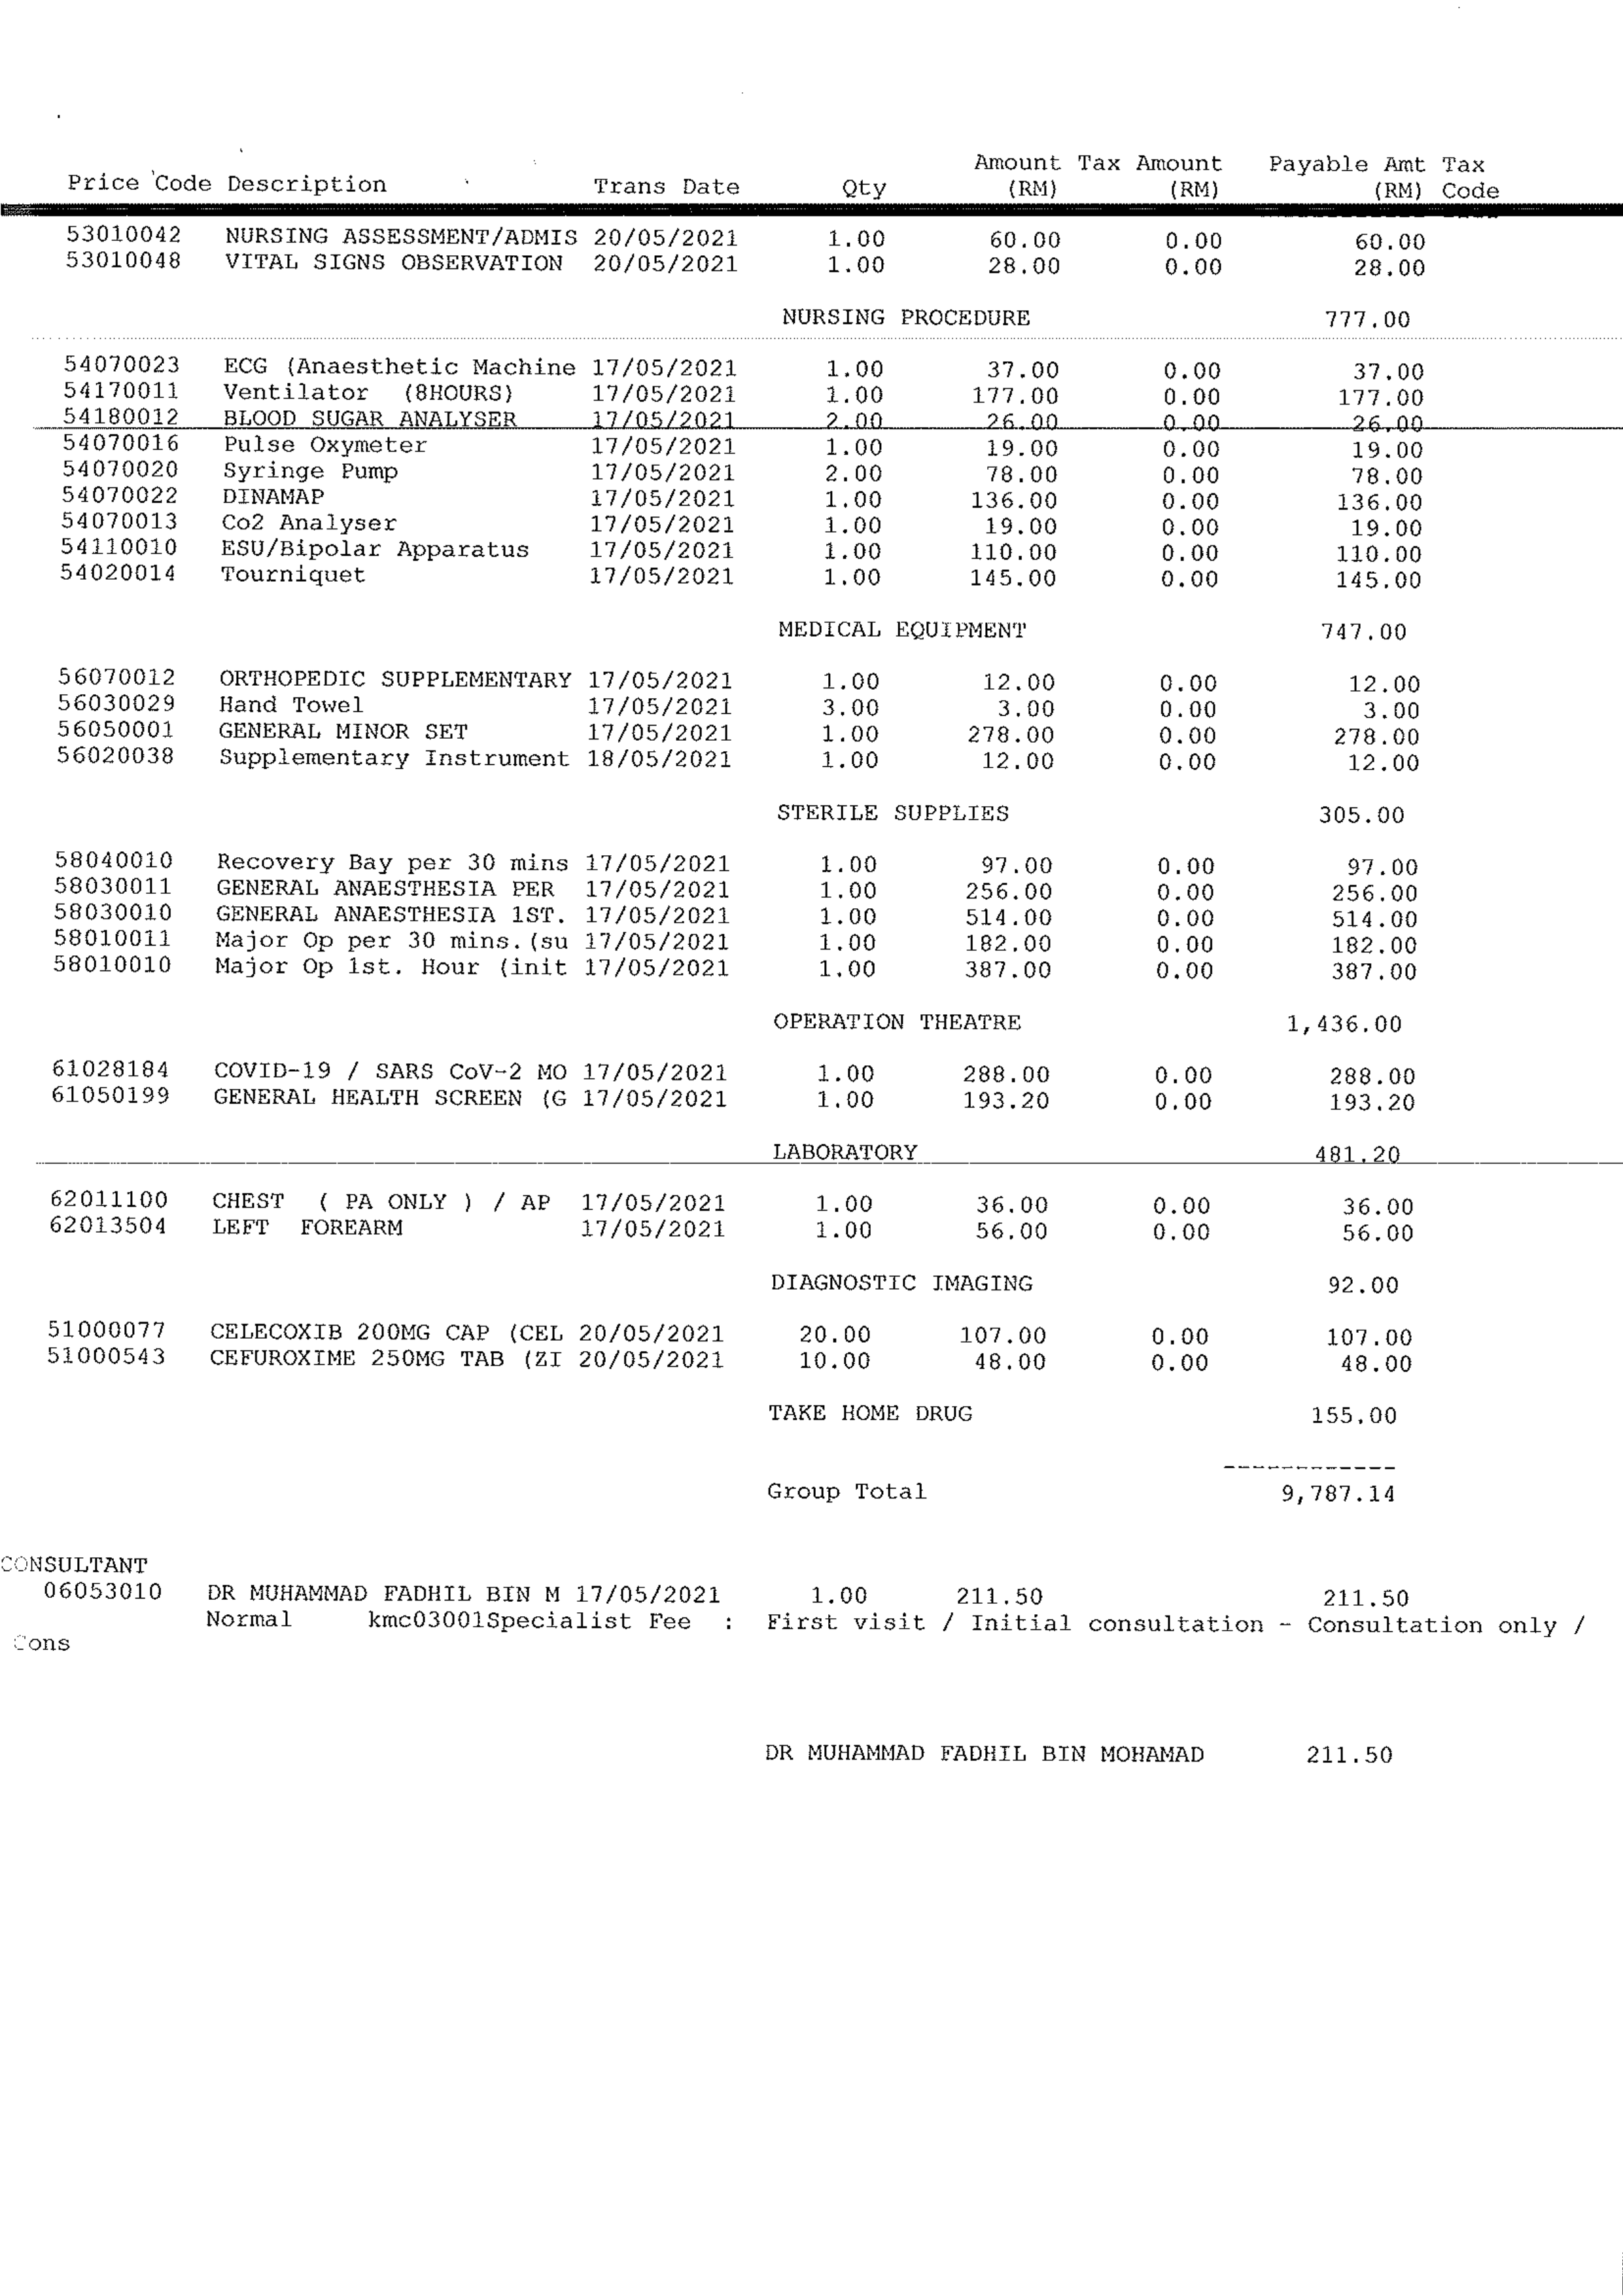 Amount Tax Amount Payable Amt Tax
Price Code Description Trans Date Qty (RM) (RM) (RM) Code
53010042 NURSING ASSESSMENT/ADMIS 20/05/2021 1.00 60.00 0.00 60.00
53010048 VITAL SIGNS OBSERVATION 20/05/2021 1.00 28.00 0.00 28.00
NURSING PROCEDURE 777.00
54070023 ECG (Anaesthetic Machine 17/05/2021 1.00 37.00 0.00 37.00
54170011 Ventilator (8HOURS) 17/05/2021 1.00 177.00 0.00 177.00
54180012 BLOOD SUGAR ANALYSER 17/05/2021 2.00 26.00 0.00 26.00
54070016 Pulse Oxymeter 17/05/2021 1.00 19.00 0.00 19.00
54070020 Syringe Pump 17/05/2021 2.00 78.00 0.00 78.00
54070022 DINAMAP 17/05/2021 1.00 136.00 0.00 136.00
54070013 Co2 Analyser 17/05/2021 1.00 19.00 0.00 19.00
54110010 ESU/Bipolar Apparatus 17/05/2021 1.00 110.00 0.00 110.00
54020014 Tourniquet 17/05/2021 1.00 145.00 0.00 145.00
MEDICAL EQUIPMENT 747.00
56070012 ORTHOPEDIC SUPPLEMENTARY 17/05/2021 1.00 12.00 0.00 12.00
56030029 Hand Towel 17/05/2021 3.00 3.00 0.00 3.00
56050001 GENERAL MINOR SET 17/05/2021 1.00 278.00 0.00 278.00
56020038 Supplementary Instrument 18/05/2021 1.00 12.00 0.00 12.00
STERILE SUPPLIES 305.00
58040010 Recovery Bay per 30 mins 17/05/2021 1.00 97.00 0.00 97.00
58030011 GENERAL ANAESTHESIA PER 17/05/2021 1.00 256.00 0.00 256.00
58030010 GENERAL ANAESTHESIA 1ST. 17/05/2021 1.00 514.00 0.00 514.00
58010011 Major Op per 30 mins.(su 17/05/2021 1.00 182.00 0.00 182.00
58010010 Major Op 1st. Hour (init 17/05/2021 1.00 387.00 0.00 387.00
OPERATION THEATRE 1,436.00
61028184 COVID-19 / SARS CoV-2 MO 17/05/2021 1.00 288.00 0.00 288.00
61050199 GENERAL HEALTH SCREEN (G 17/05/2021 1.00 193.20 0.00 193.20
LABORATORY 481.20
62011100 CHEST ( PA ONLY ) / AP 17/05/2021 1.00 36.00 0.00 36.00
62013504 LEFT FOREARM 17/05/2021 1.00 56.00 0.00 56.00
DIAGNOSTIC IMAGING 92.00
51000077 CELECOXIB 200MG CAP (CEL 20/05/2021 20.00 107.00 0.00 107.00
51000543 CEFUROXIME 250MG TAB (ZI 20/05/2021 10.00 48.00 0.00 48.00
TAKE HOME DRUG 155.00
------------
Group Total 9,787.14
CONSULTANT
06053010 DR MUHAMMAD FADHIL BIN M 17/05/2021 1.00 211.50 211.50
Normal kmc03001Specialist Fee : First visit / Initial consultation - Consultation only /
Cons
DR MUHAMMAD FADHIL BIN MOHAMAD 211.50